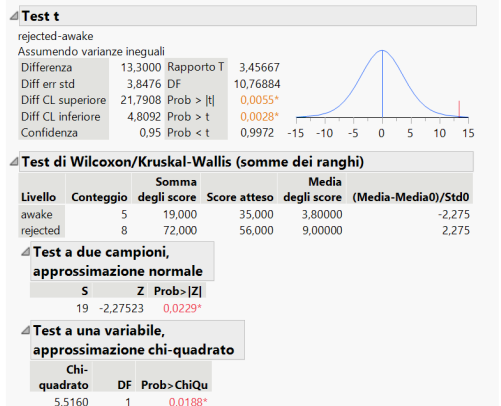 Test t
rejected-awake
Assumendo varianze ineguali
Differenza 13,3000 Rapporto T 3,45667
Diff err std 3,8476 DF 10,76884
Diff CL superiore 21,7908 Prob > |t| 0,0055*
Diff CL inferiore 4,8092 Prob > t 0,0028*
Confidenza 0,95 Prob < t 0,9972
-15 -10 -5 0 5 10 15
Test di Wilcoxon/Kruskal-Wallis (somme dei ranghi)
Somma Media
Livello Conteggio degli score Score atteso degli score (Media-Media0)/Std0
awake 5 19,000 35,000 3,80000 -2,275
rejected 8 72,000 56,000 9,00000 2,275
Test a due campioni,
approssimazione normale
S Z Prob>|Z|
19 -2,27523 0,0229*
Test a una variabile,
approssimazione chi-quadrato
Chi-
quadrato DF Prob>ChiQu
5,5160 1 0,0188*